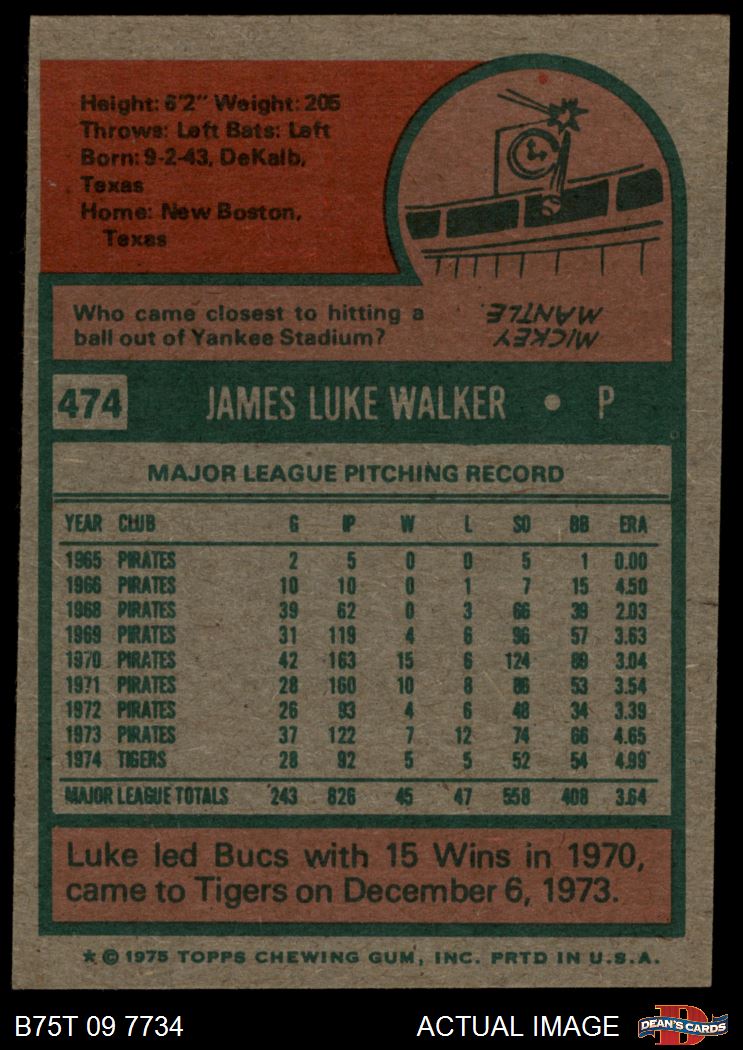 Height: 6'2" Weight: 205
Throws: Left Bats: Left
Born: 9-2-43, DeKalb,
Texas
Home: New Boston,
Texas
Who came closest to hitting a
ball out of Yankee Stadium?
MICKEY
MANTLE.
474 JAMES LUKE WALKER • P
MAJOR LEAGUE PITCHING RECORD
YEAR CLUB G IP W L SO BB ERA
1965 PIRATES 2 5 0 0 5 1 0.00
1966 PIRATES 10 10 0 1 7 15 4.50
1968 PIRATES 39 62 0 3 66 39 2.03
1969 PIRATES 31 119 4 6 96 57 3.63
1970 PIRATES 42 163 15 6 124 89 3.04
1971 PIRATES 28 160 10 8 86 53 3.54
1972 PIRATES 26 93 4 6 48 34 3.39
1973 PIRATES 37 122 7 12 74 66 4.65
1974 TIGERS 28 92 5 5 52 54 4.99
MAJOR LEAGUE TOTALS 243 826 45 47 558 408 3.64
Luke led Bucs with 15 Wins in 1970,
came to Tigers on December 6, 1973.
★ © 1975 TOPPS CHEWING GUM, INC. PRTD IN U.S.A.
B75T 09 7734 ACTUAL IMAGE DEAN'S CARDS